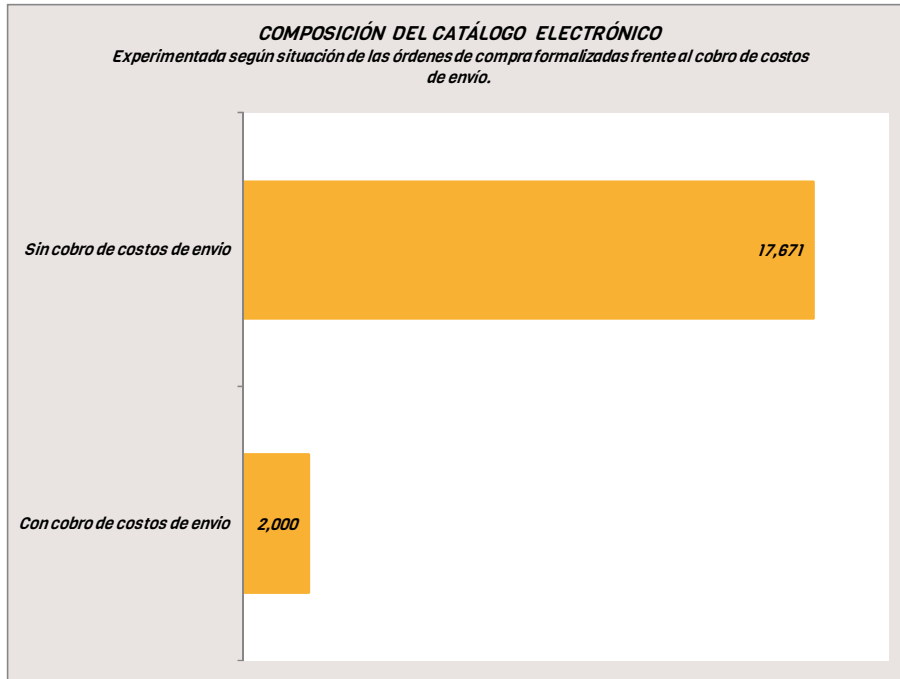 COMPOSICIÓN DEL CATÁLOGO ELECTRÓNICO
Experimentada según situación de las órdenes de compra formalizadas frente al cobro de costos
de envío.
Sin cobro de costos de envio
17,671
Con cobro de costos de envio
2,000